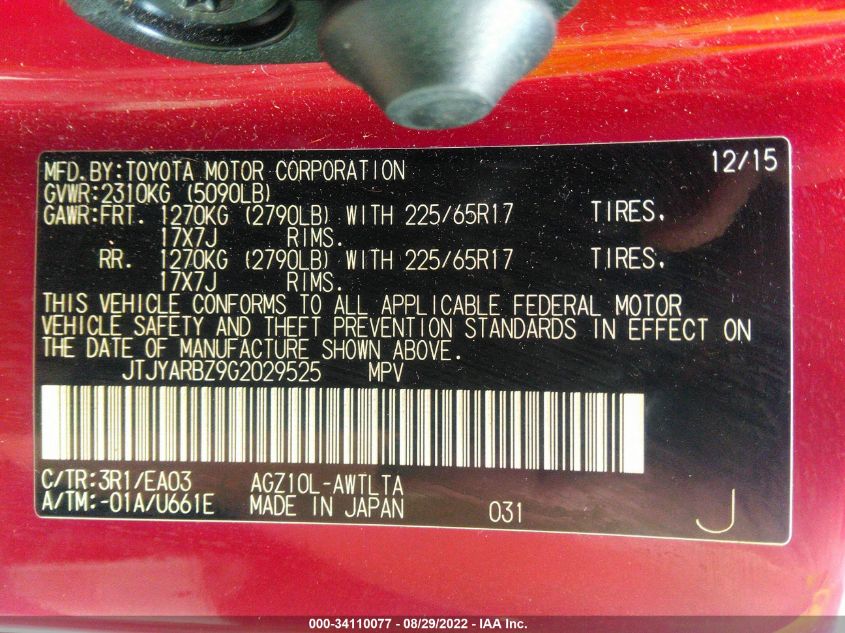 MFD. BY: TOYOTA MOTOR CORPORATION 12/15
GVWR: 2310KG (5090LB)
GAWR: FRT. 1270KG (2790LB) WITH 225/65R17 TIRES,
17X7J RIMS.
RR. 1270KG (2790LB) WITH 225/65R17 TIRES,
17X7J RIMS.
THIS VEHICLE CONFORMS TO ALL APPLICABLE FEDERAL MOTOR
VEHICLE SAFETY AND THEFT PREVENTION STANDARDS IN EFFECT ON
THE DATE OF MANUFACTURE SHOWN ABOVE.
JTJYARBZ9G2029525 MPV
C/TR: 3R1/EA03 AGZ10L-AWTLTA
A/TM: -01A/U661E MADE IN JAPAN 031 J
000-34110077 - 08/29/2022 - IAA Inc.